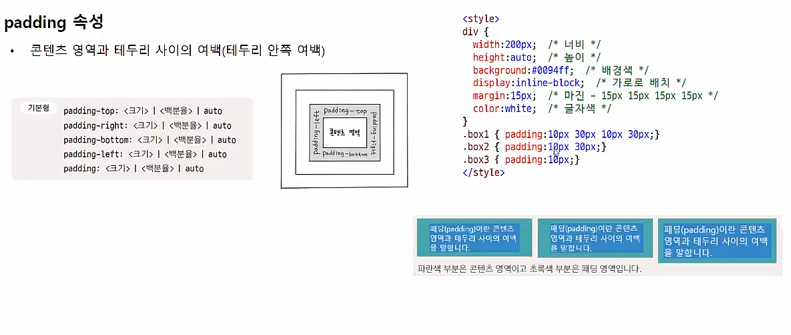 padding 속성
• 콘텐츠 영역과 테두리 사이의 여백(테두리 안쪽 여백)
기본형
padding-top: <크기> | <백분율> | auto
padding-right: <크기> | <백분율> | auto
padding-bottom: <크기> | <백분율> | auto
padding-left: <크기> | <백분율> | auto
padding: <크기> | <백분율> | auto
padding-top
padding-left
콘텐츠 영역
padding-right
padding-bottom
<style>
div {
width:200px; /* 너비 */
height:auto; /* 높이 */
background:#0094ff; /* 배경색 */
display:inline-block; /* 가로로 배치 */
margin:15px; /* 마진 - 15px 15px 15px 15px */
color:white; /* 글자색 */
}
.box1 { padding:10px 30px 10px 30px;}
.box2 { padding:10px 30px;}
.box3 { padding:10px;}
</style>
패딩(padding)이란 콘텐츠
영역과 테두리 사이의 여백
을 말합니다.
패딩(padding)이란 콘텐츠
영역과 테두리 사이의 여백
을 말합니다.
패딩(padding)이란 콘텐츠
영역과 테두리 사이의 여백
을 말합니다.
파란색 부분은 콘텐츠 영역이고 초록색 부분은 패딩 영역입니다.